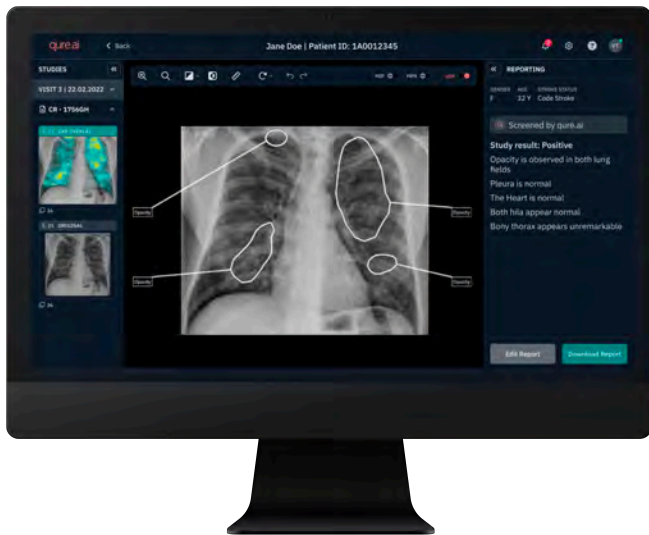 qure.ai
Back
Jane Doe | Patient ID: 1A0012345
STUDIES
VISIT 3 | 22.02.2022
CR - 1756GH
ORIGINAL
REPORTING
GENDER AGE STROKE STATUS
F 32 Y Code Stroke
Screened by qure.ai
Study result: Positive
Opacity is observed in both lung
fields
Pleura is normal
The Heart is normal
Both hila appear normal
Bony thorax appears unremarkable
Opacity
Opacity
Opacity
Opacity
Edit Report
Download Report